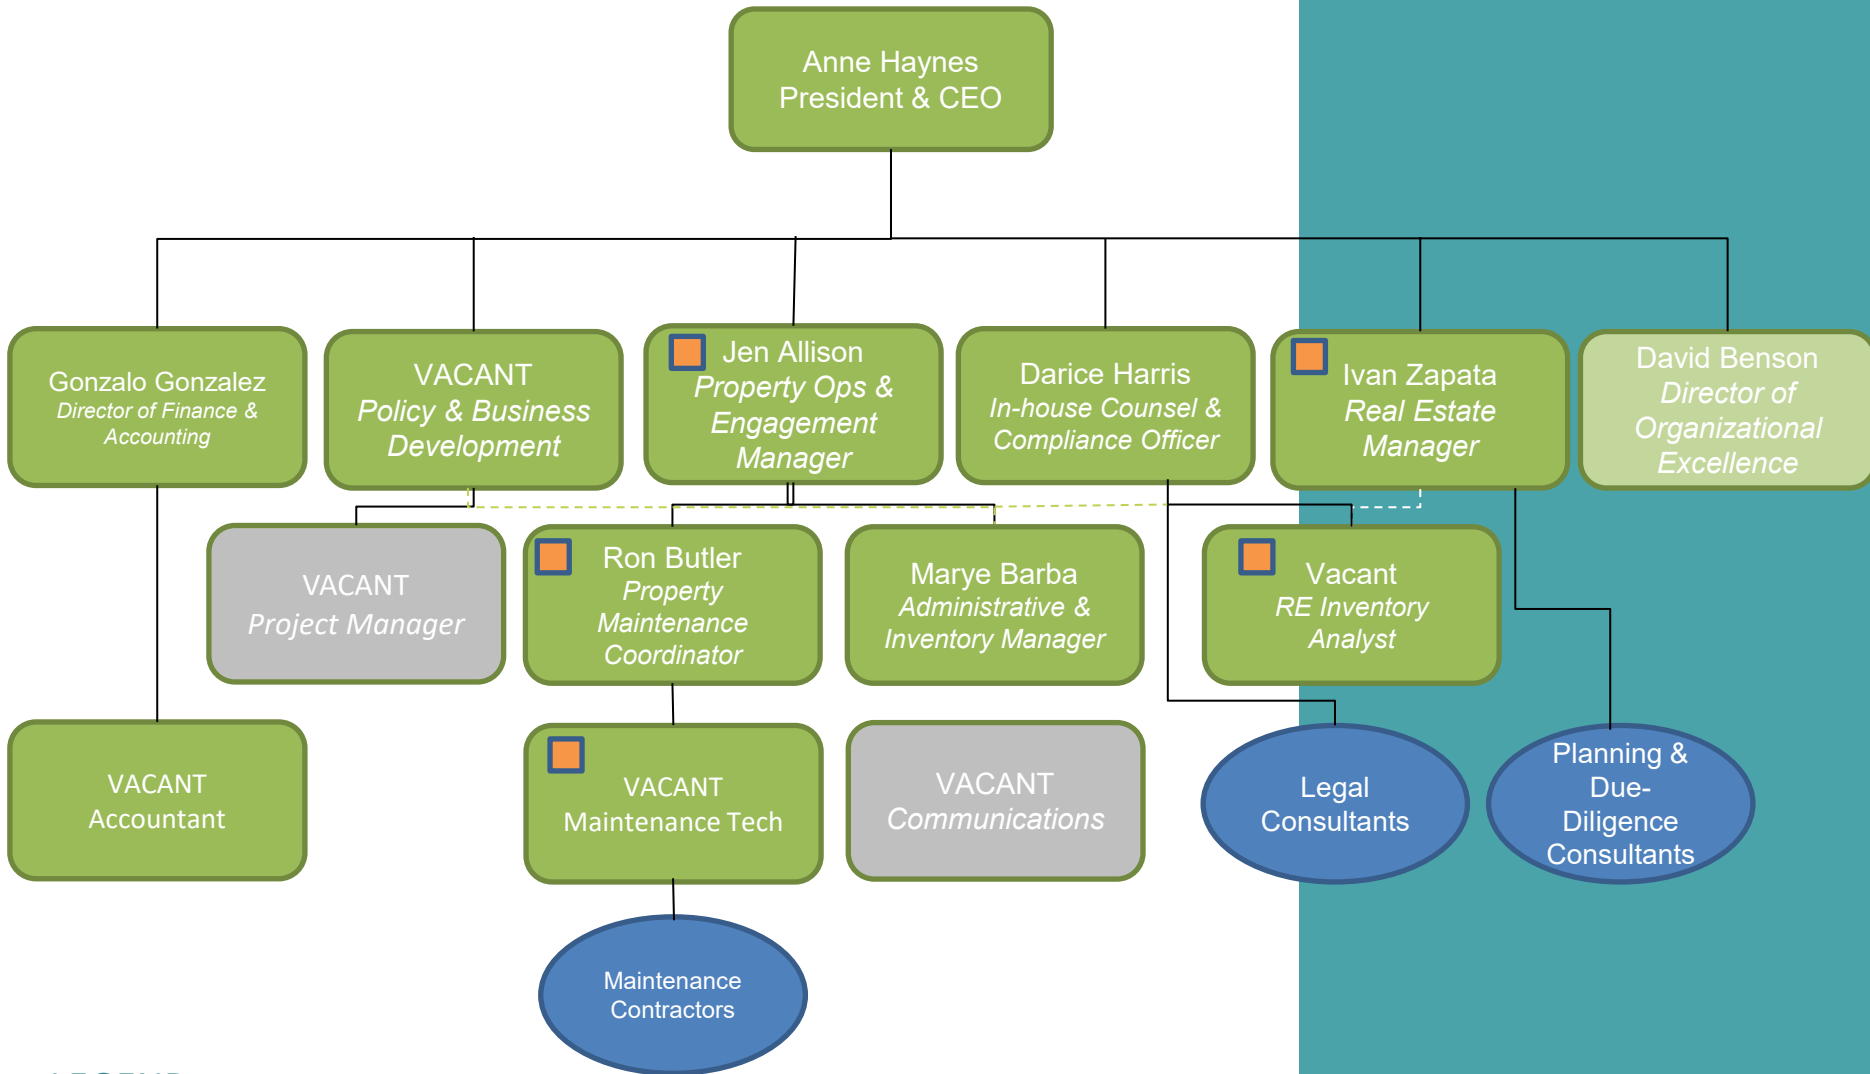 Anne Haynes
President & CEO
Gonzalo Gonzalez
Director of Finance &
Accounting
VACANT
Policy & Business
Development
Jen Allison
Property Ops &
Engagement
Manager
Darice Harris
In-house Counsel &
Compliance Officer
Ivan Zapata
Real Estate
Manager
David Benson
Director of
Organizational
Excellence
VACANT
Project Manager
Ron Butler
Property
Maintenance
Coordinator
Marye Barba
Administrative &
Inventory Manager
Vacant
RE Inventory
Analyst
VACANT
Accountant
VACANT
Maintenance Tech
VACANT
Communications
Legal
Consultants
Planning &
Due-
Diligence
Consultants
Maintenance
Contractors
LEGEND